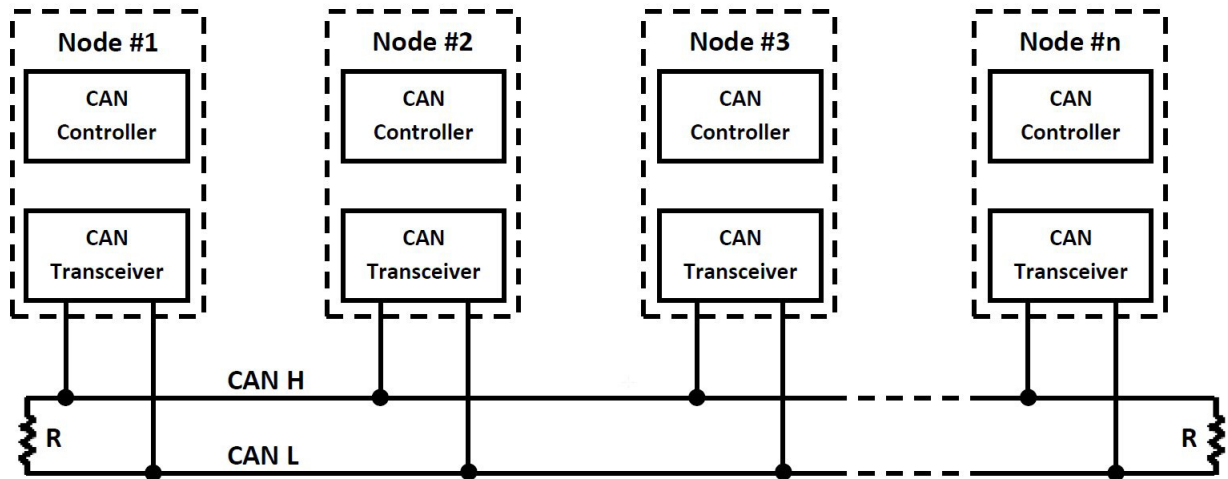 Node #1
CAN
Controller
CAN
Transceiver
Node #2
CAN
Controller
CAN
Transceiver
Node #3
CAN
Controller
CAN
Transceiver
Node #n
CAN
Controller
CAN
Transceiver
CAN H
R
CAN L
R